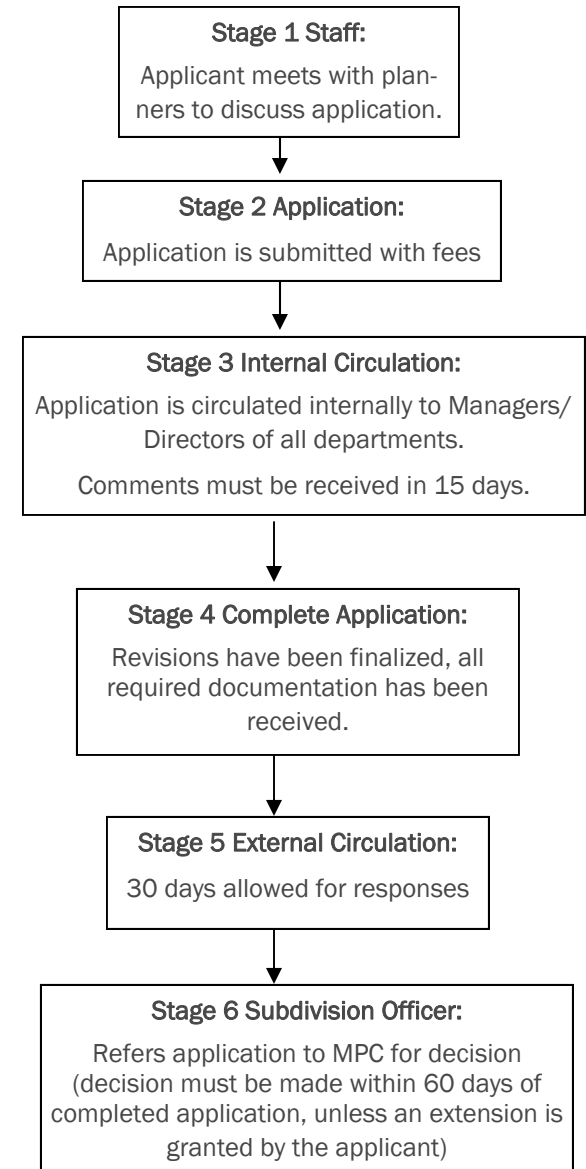 Stage 1 Staff:
Applicant meets with plan-
ners to discuss application.
Stage 2 Application:
Application is submitted with fees
Stage 3 Internal Circulation:
Application is circulated internally to Managers/
Directors of all departments.
Comments must be received in 15 days.
Stage 4 Complete Application:
Revisions have been finalized, all
required documentation has been
received.
Stage 5 External Circulation:
30 days allowed for responses
Stage 6 Subdivision Officer:
Refers application to MPC for decision
(decision must be made within 60 days of
completed application, unless an extension is
granted by the applicant)